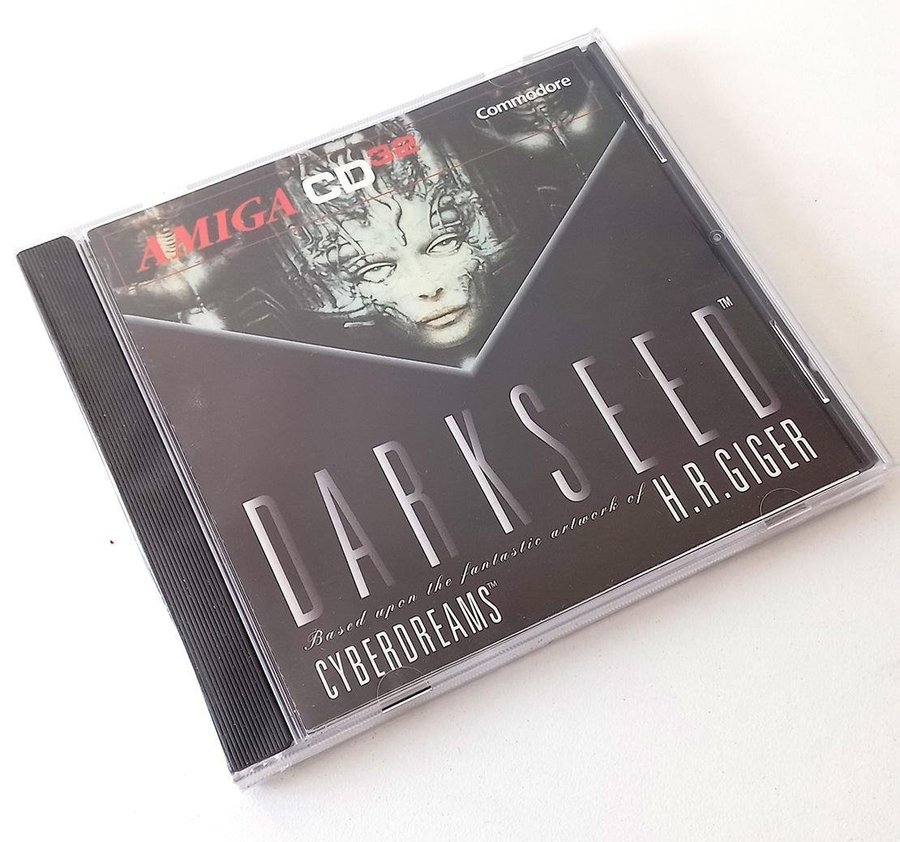 Commodore
AMIGA CD32
DARKSEED™
Based upon the fantastic artwork of H.R.GIGER
CYBERDREAMS™